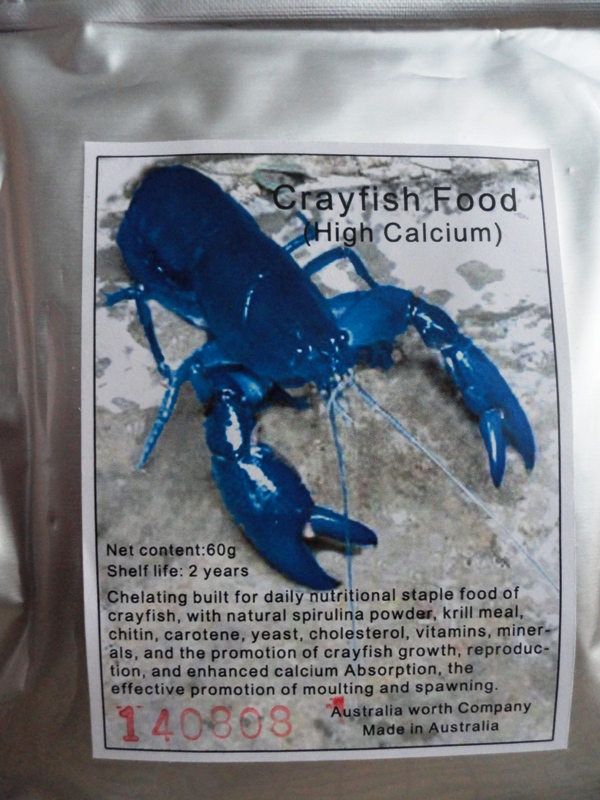 Crayfish Food
(High Calcium)
Net content:60g
Shelf life: 2 years
Chelating built for daily nutritional staple food of
crayfish, with natural spirulina powder, krill meal,
chitin, carotene, yeast, cholesterol, vitamins, miner-
als, and the promotion of crayfish growth, reproduc-
tion, and enhanced calcium Absorption, the
effective promotion of moulting and spawning.
Australia worth Company
Made in Australia
140808